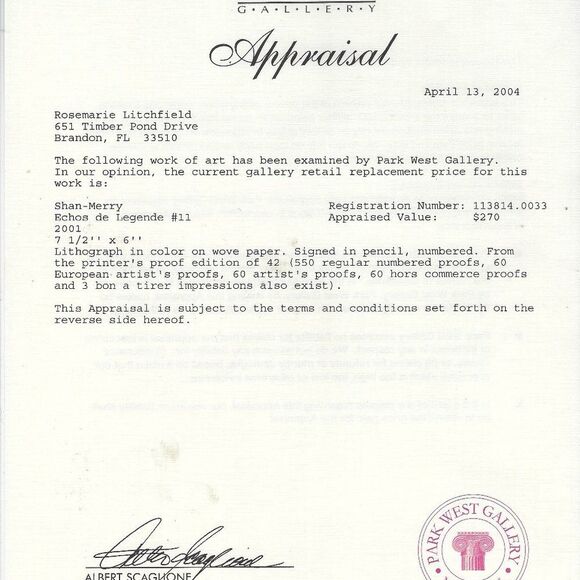 G·A·L·L·E·R·Y
Appraisal
April 13, 2004
Rosemarie Litchfield
651 Timber Pond Drive
Brandon, FL 33510
The following work of art has been examined by Park West Gallery.
In our opinion, the current gallery retail replacement price for this
work is:
Shan-Merry Registration Number: 113814.0033
Echos de Legende #11 Appraised Value: $270
2001
7 1/2'' x 6''
Lithograph in color on wove paper. Signed in pencil, numbered. From
the printer's proof edition of 42 (550 regular numbered proofs, 60
European artist's proofs, 60 artist's proofs, 60 hors commerce proofs
and 3 bon a tirer impressions also exist).
This Appraisal is subject to the terms and conditions set forth on the
reverse side hereof.
Albert Scaglione
ALBERT SCAGLIONE
PARK WEST GALLERY